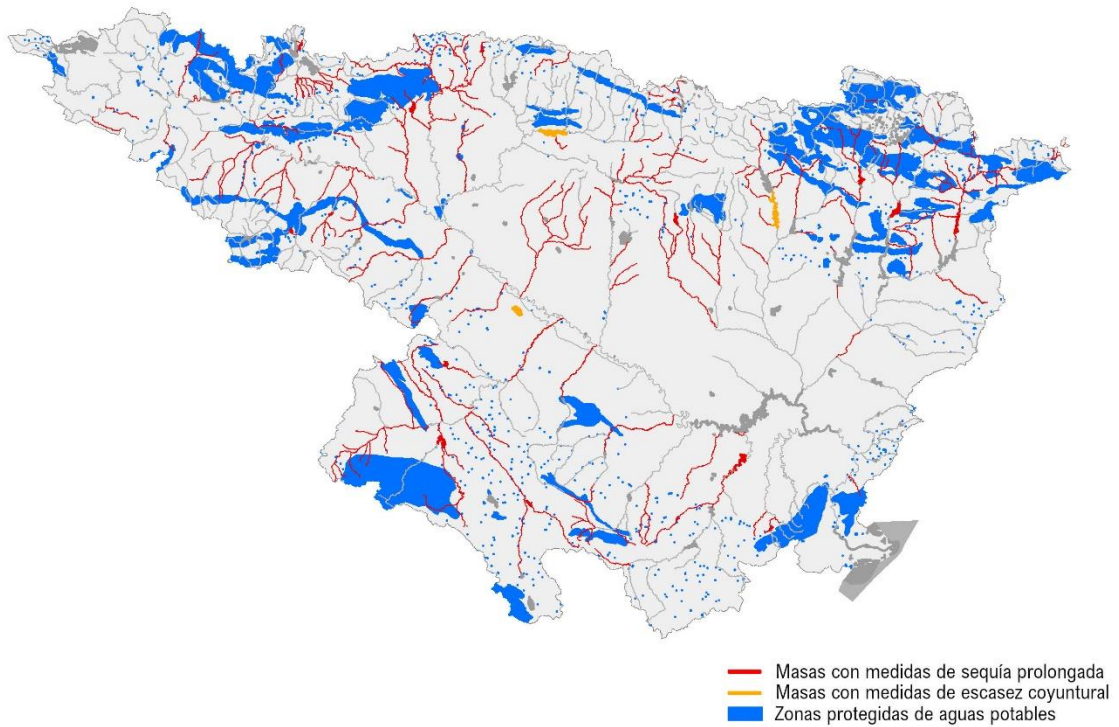 Masas con medidas de sequía prolongada
Masas con medidas de escasez coyuntural
Zonas protegidas de aguas potables